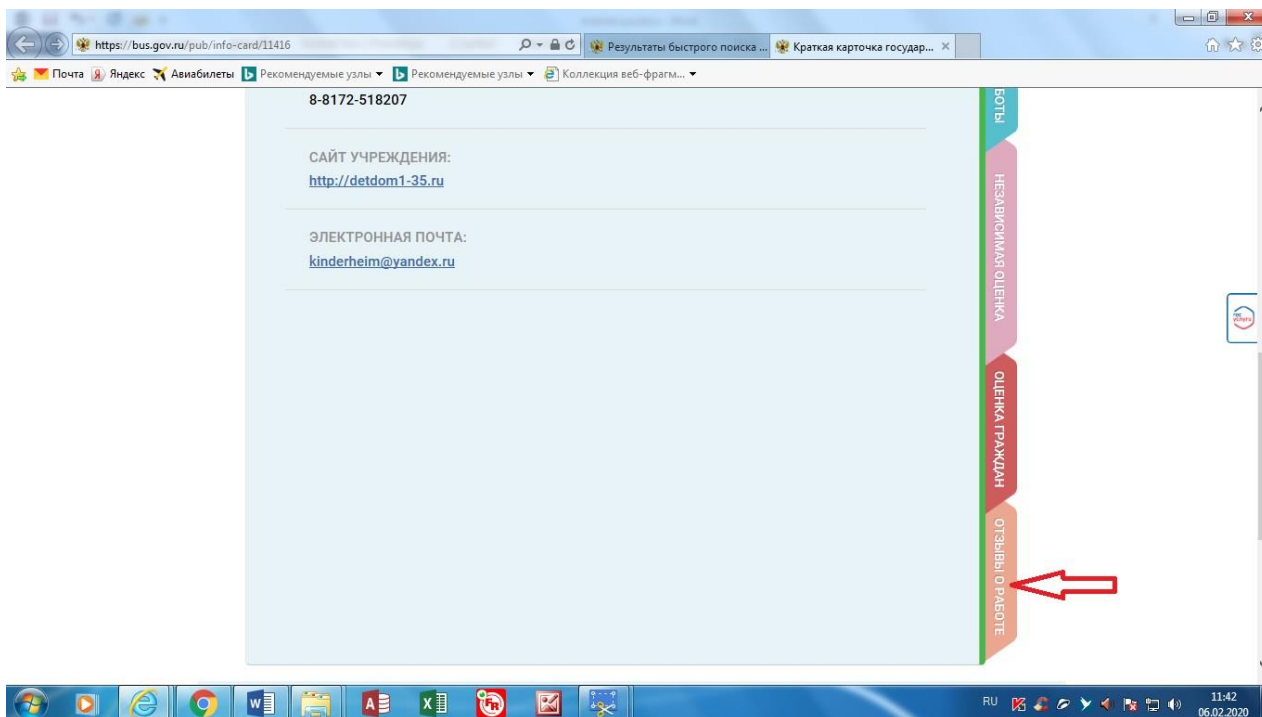 https://bus.gov.ru/pub/info-card/11416
Результаты быстрого поиска ...
Краткая карточка государ...
Почта
Яндекс
Авиабилеты
Рекомендуемые узлы
Рекомендуемые узлы
Коллекция веб-фрагм...
8-8172-518207
САЙТ УЧРЕЖДЕНИЯ:
http://detdom1-35.ru
ЭЛЕКТРОННАЯ ПОЧТА:
kinderheim@yandex.ru
БОТЫ
НЕЗАВИСИМАЯ ОЦЕНКА
ОЦЕНКА ГРАЖДАН
ОТЗЫВЫ О РАБОТЕ
RU
11:42
06.02.2020